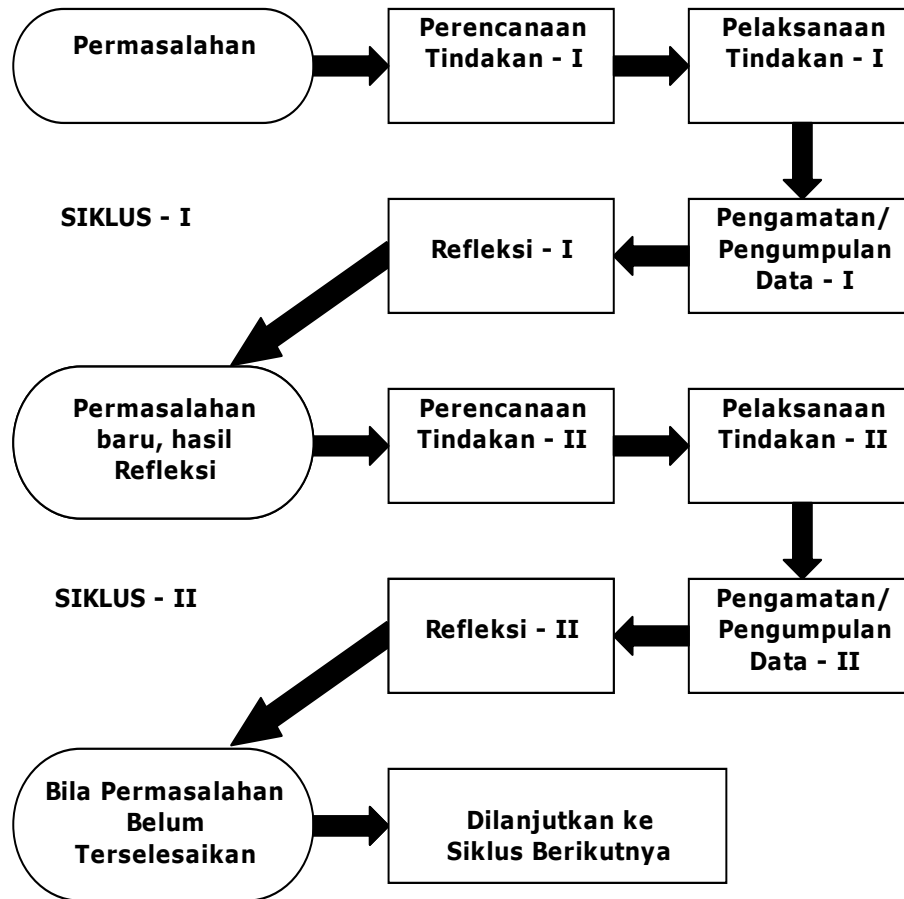 Permasalahan
Perencanaan
Tindakan - I
Pelaksanaan
Tindakan - I
SIKLUS - I
Refleksi - I
Pengamatan/
Pengumpulan
Data - I
Permasalahan
baru, hasil
Refleksi
Perencanaan
Tindakan - II
Pelaksanaan
Tindakan - II
SIKLUS - II
Refleksi - II
Pengamatan/
Pengumpulan
Data - II
Bila Permasalahan
Belum
Terselesaikan
Dilanjutkan ke
Siklus Berikutnya